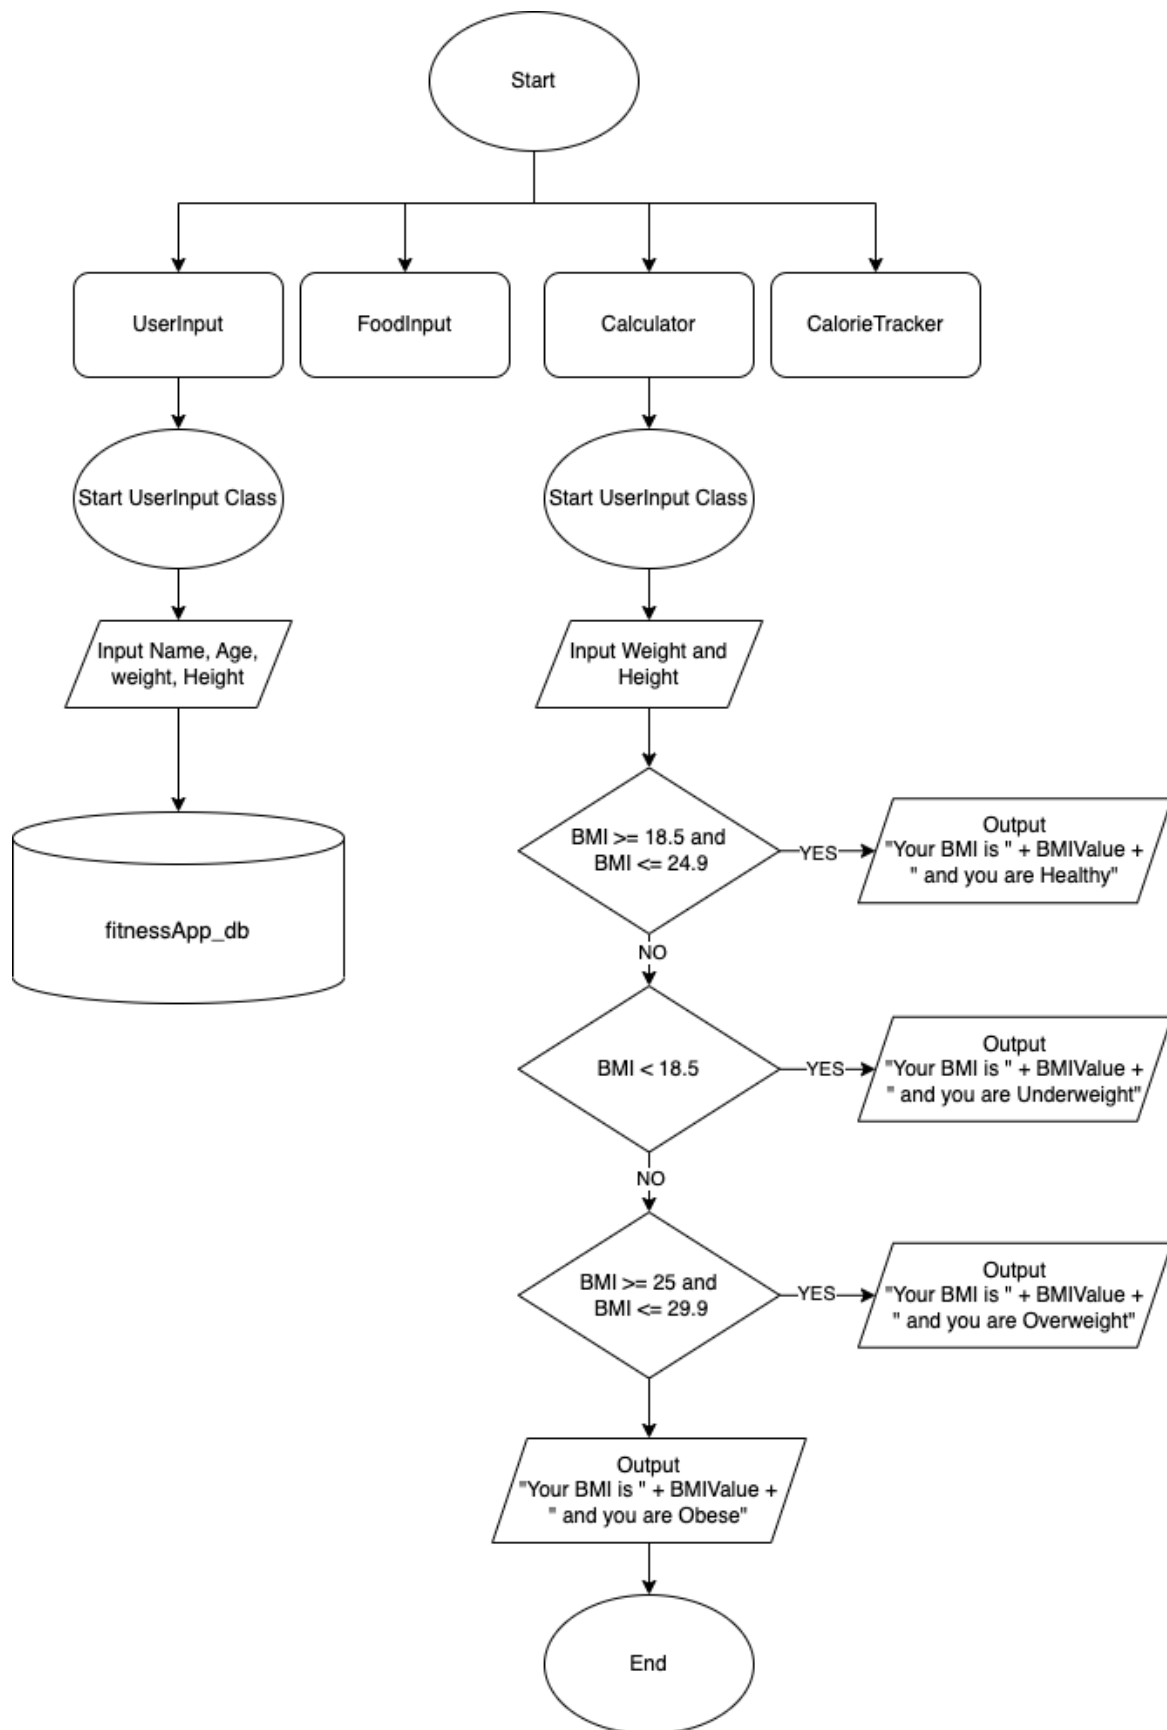 Start
UserInput
FoodInput
Calculator
CalorieTracker
Start UserInput Class
Start UserInput Class
Input Name, Age,
weight, Height
Input Weight and
Height
fitnessApp_db
BMI >= 18.5 and
BMI <= 24.9
YES
Output
"Your BMI is " + BMIValue +
" and you are Healthy"
NO
BMI < 18.5
YES
Output
"Your BMI is " + BMIValue +
" and you are Underweight"
NO
BMI >= 25 and
BMI <= 29.9
YES
Output
"Your BMI is " + BMIValue +
" and you are Overweight"
Output
"Your BMI is " + BMIValue +
" and you are Obese"
End